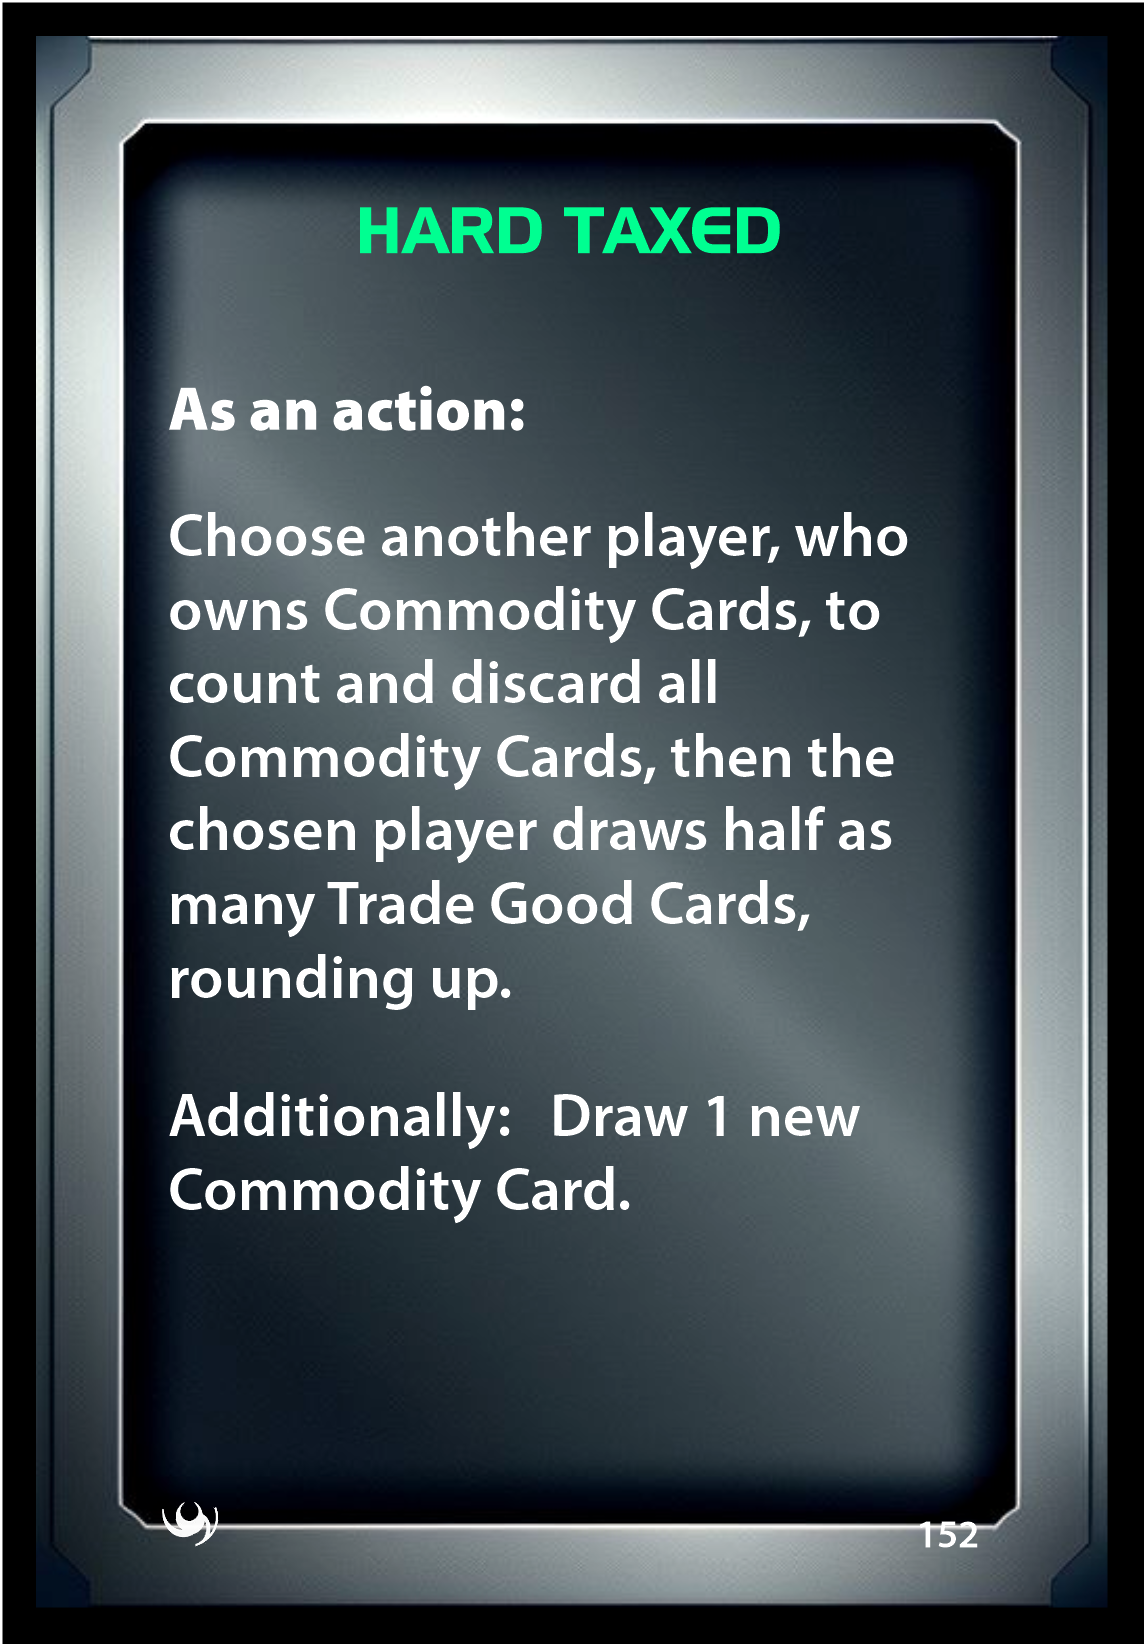 HARD TAXED
As an action:
Choose another player, who
owns Commodity Cards, to
count and discard all
Commodity Cards, then the
chosen player draws half as
many Trade Good Cards,
rounding up.
Additionally:   Draw 1 new
Commodity Card.
152